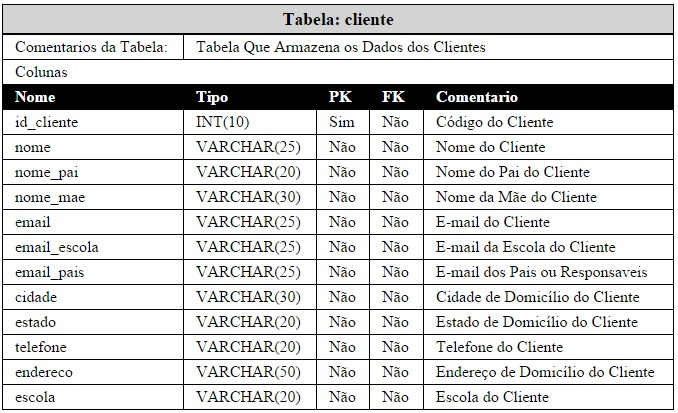 Tabela: cliente
Comentarios da Tabela: Tabela Que Armazena os Dados dos Clientes
Colunas
Nome Tipo PK FK Comentario
id_cliente INT(10) Sim Não Código do Cliente
nome VARCHAR(25) Não Não Nome do Cliente
nome_pai VARCHAR(20) Não Não Nome do Pai do Cliente
nome_mae VARCHAR(30) Não Não Nome da Mãe do Cliente
email VARCHAR(25) Não Não E-mail do Cliente
email_escola VARCHAR(25) Não Não E-mail da Escola do Cliente
email_pais VARCHAR(25) Não Não E-mail dos Pais ou Responsaveis
cidade VARCHAR(30) Não Não Cidade de Domicílio do Cliente
estado VARCHAR(20) Não Não Estado de Domicílio do Cliente
telefone VARCHAR(20) Não Não Telefone do Cliente
endereco VARCHAR(50) Não Não Endereço de Domicílio do Cliente
escola VARCHAR(20) Não Não Escola do Cliente